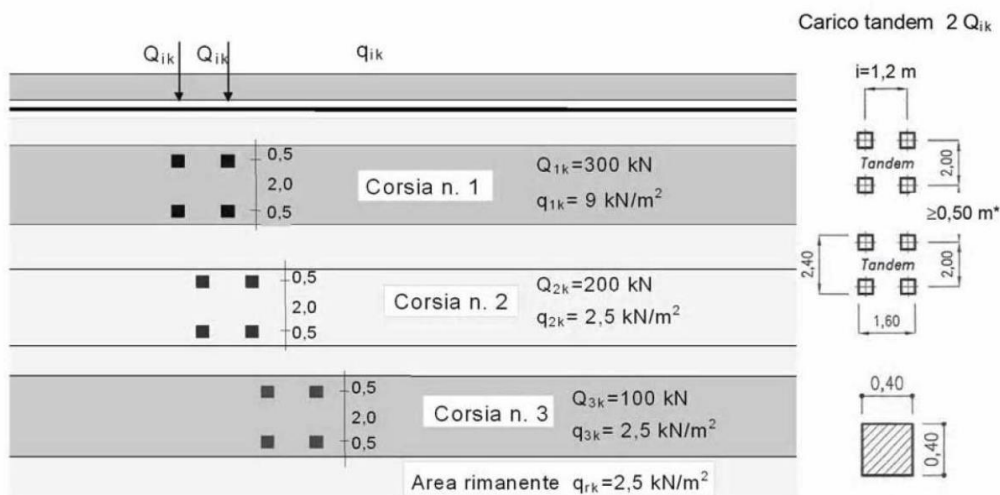 Carico tandem 2 Qik
Qik Qik qik
i=1,2 m
0,5
2,0
0,5
Corsia n. 1
Q1k=300 kN
q1k= 9 kN/m²
Tandem
2,00
≥0,50 m*
0,5
2,0
0,5
Corsia n. 2
Q2k=200 kN
q2k= 2,5 kN/m²
2,40
Tandem
2,00
1,60
0,5
2,0
0,5
Corsia n. 3
Q3k=100 kN
q3k= 2,5 kN/m²
0,40
0,40
Area rimanente qrk=2,5 kN/m²